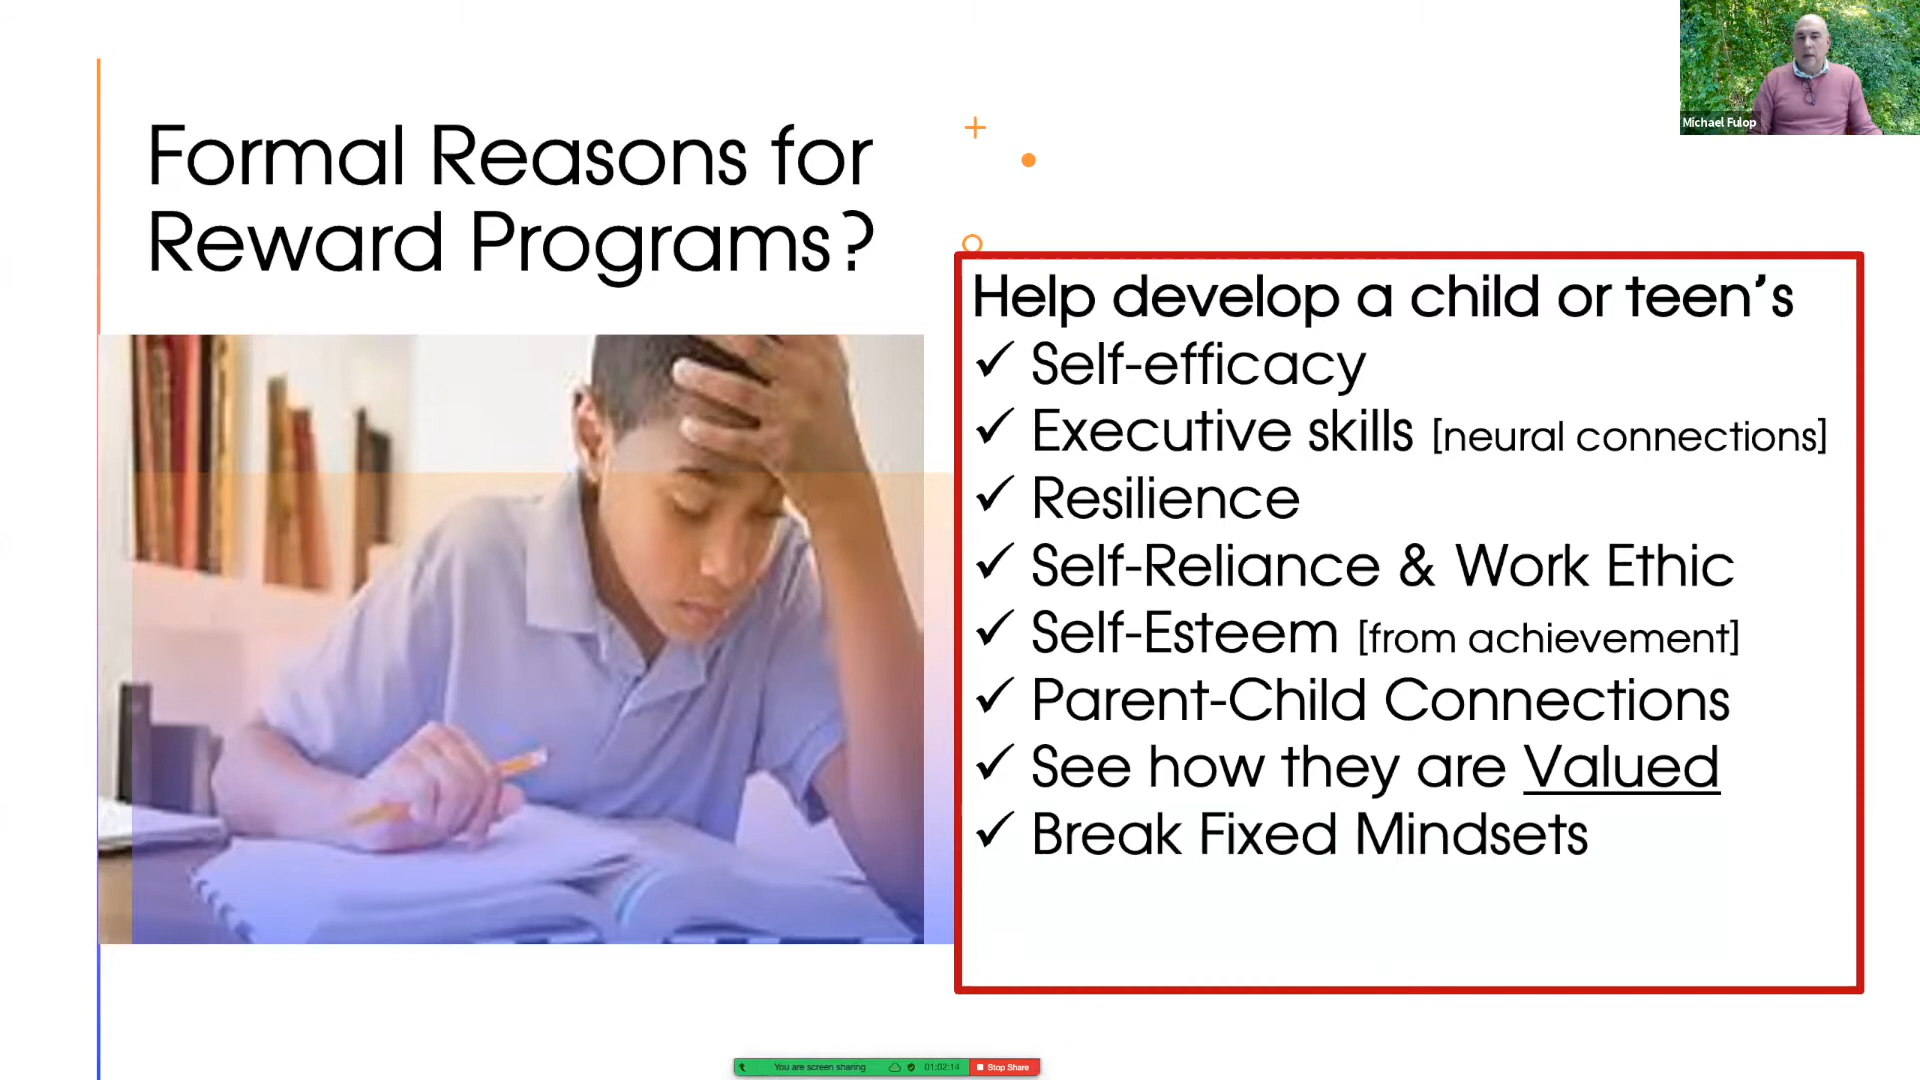 Formal Reasons for
Reward Programs?
Michael Fulop
Help develop a child or teen’s
✓ Self-efficacy
✓ Executive skills [neural connections]
✓ Resilience
✓ Self-Reliance & Work Ethic
✓ Self-Esteem [from achievement]
✓ Parent-Child Connections
✓ See how they are Valued
✓ Break Fixed Mindsets
You are screen sharing 01:02:14 Stop Share